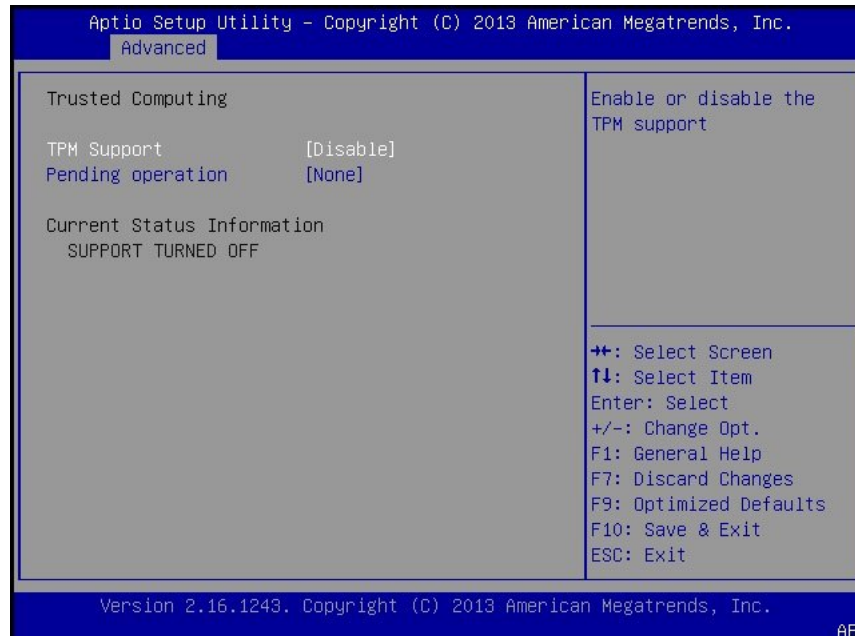 Aptio Setup Utility – Copyright (C) 2013 American Megatrends, Inc.
Advanced
Trusted Computing
TPM Support [Disable]
Pending operation [None]
Current Status Information
SUPPORT TURNED OFF
Enable or disable the
TPM support
→←: Select Screen
↑↓: Select Item
Enter: Select
+/-: Change Opt.
F1: General Help
F7: Discard Changes
F9: Optimized Defaults
F10: Save & Exit
ESC: Exit
Version 2.16.1243. Copyright (C) 2013 American Megatrends, Inc.